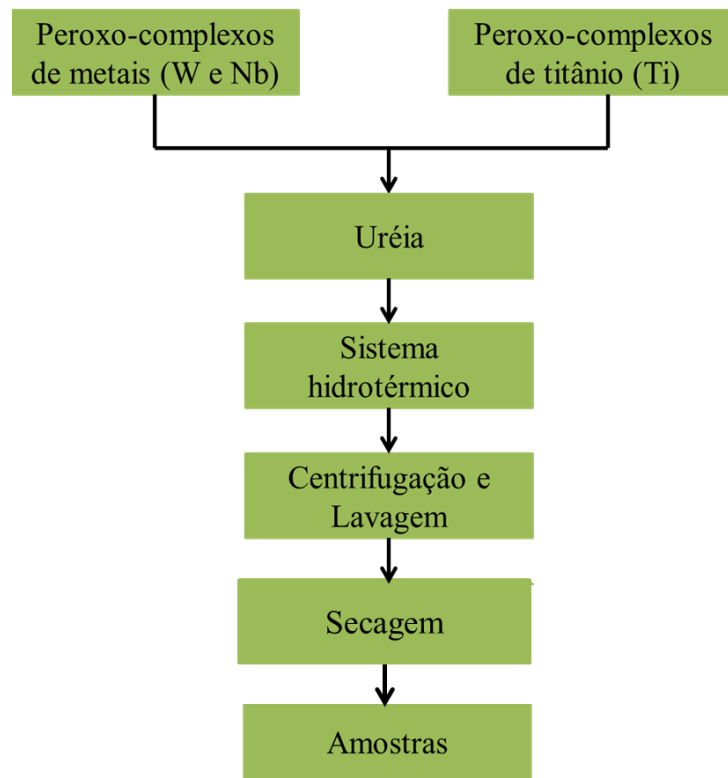 Peroxo-complexos
de metais (W e Nb)
Peroxo-complexos
de titânio (Ti)
Uréia
Sistema
hidrotérmico
Centrifugação e
Lavagem
Secagem
Amostras